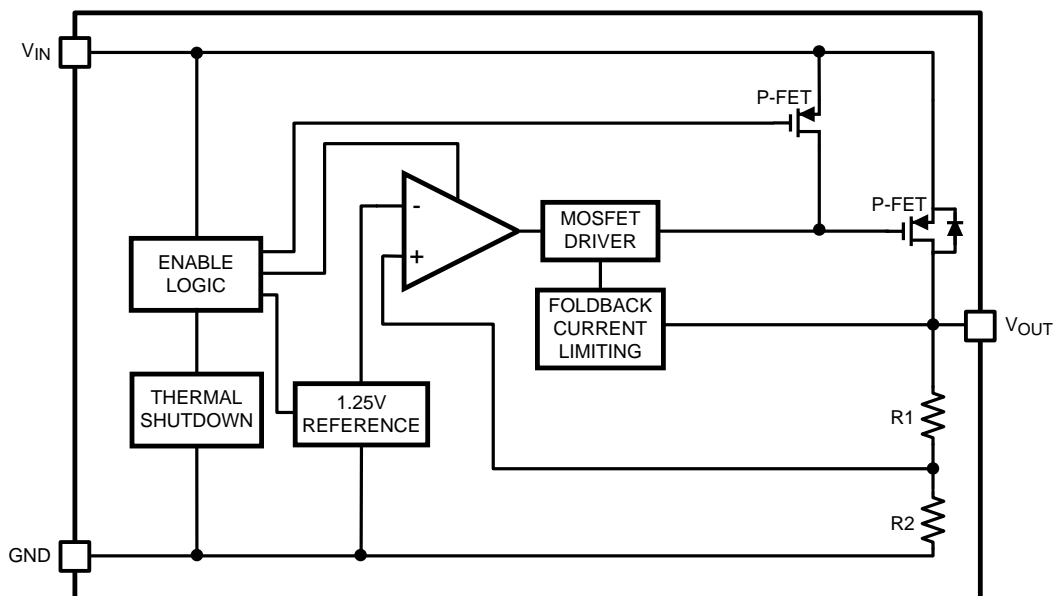 VIN
P-FET
P-FET
-
+
MOSFET
DRIVER
ENABLE
LOGIC
FOLDBACK
CURRENT
LIMITING
VOUT
THERMAL
SHUTDOWN
1.25V
REFERENCE
R1
R2
GND